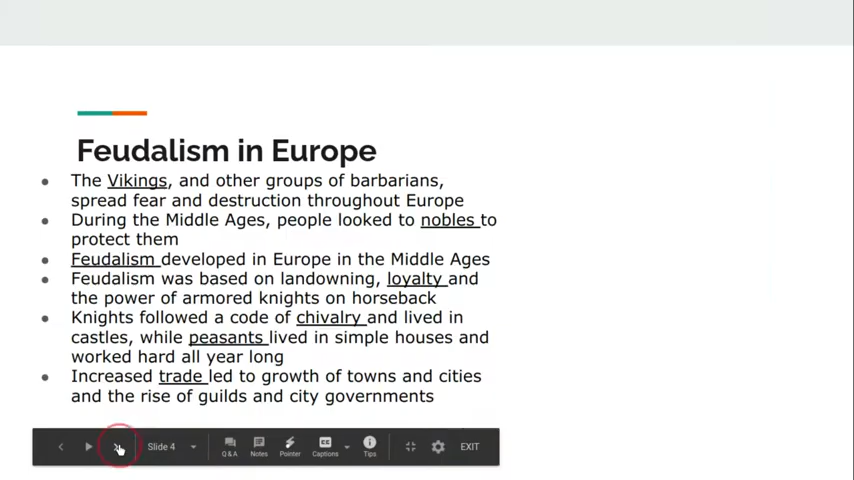 Feudalism in Europe
● The Vikings, and other groups of barbarians,
spread fear and destruction throughout Europe
● During the Middle Ages, people looked to nobles to
protect them
● Feudalism developed in Europe in the Middle Ages
● Feudalism was based on landowning, loyalty and
the power of armored knights on horseback
● Knights followed a code of chivalry and lived in
castles, while peasants lived in simple houses and
worked hard all year long
● Increased trade led to growth of towns and cities
and the rise of guilds and city governments
Slide 4 Q&A Notes Pointer CC Captions Tips EXIT